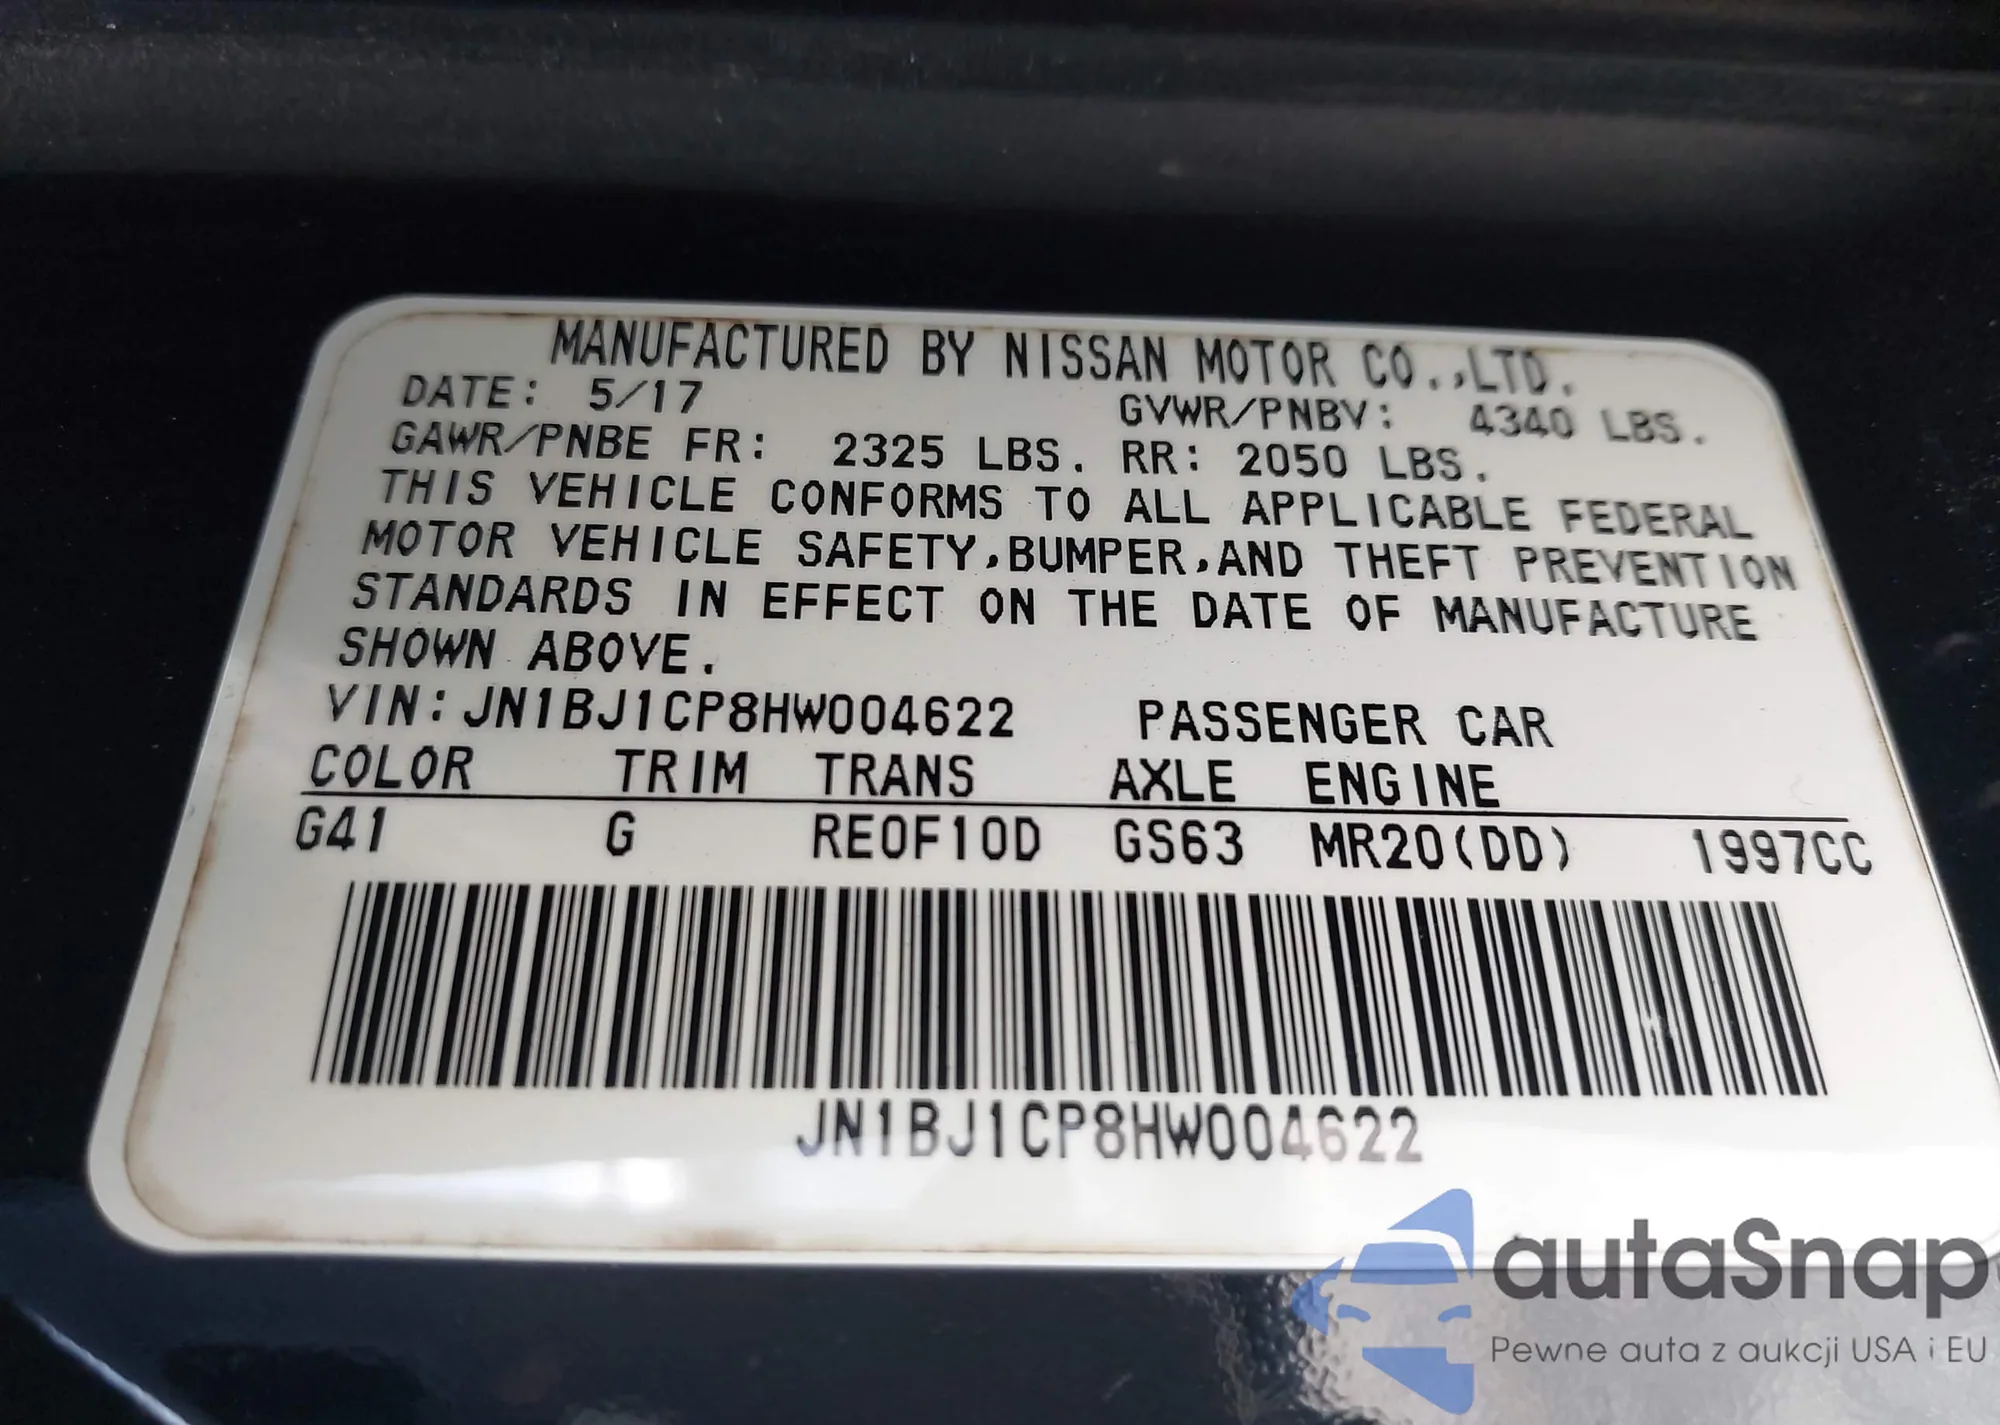 MANUFACTURED BY NISSAN MOTOR CO.,LTD.
DATE: 5/17 GVWR/PNBV: 4340 LBS.
GAWR/PNBE FR: 2325 LBS. RR: 2050 LBS.
THIS VEHICLE CONFORMS TO ALL APPLICABLE FEDERAL
MOTOR VEHICLE SAFETY,BUMPER,AND THEFT PREVENTION
STANDARDS IN EFFECT ON THE DATE OF MANUFACTURE
SHOWN ABOVE.
VIN:JN1BJ1CP8HW004622 PASSENGER CAR
COLOR TRIM TRANS AXLE ENGINE
G41 G RE0F10D GS63 MR20(DD) 1997CC
JN1BJ1CP8HW004622
autaSnap
Pewne auta z aukcji USA i EU